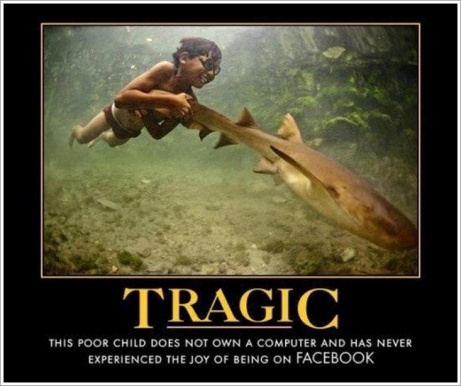 TRAGIC
THIS POOR CHILD DOES NOT OWN A COMPUTER AND HAS NEVER
EXPERIENCED THE JOY OF BEING ON FACEBOOK